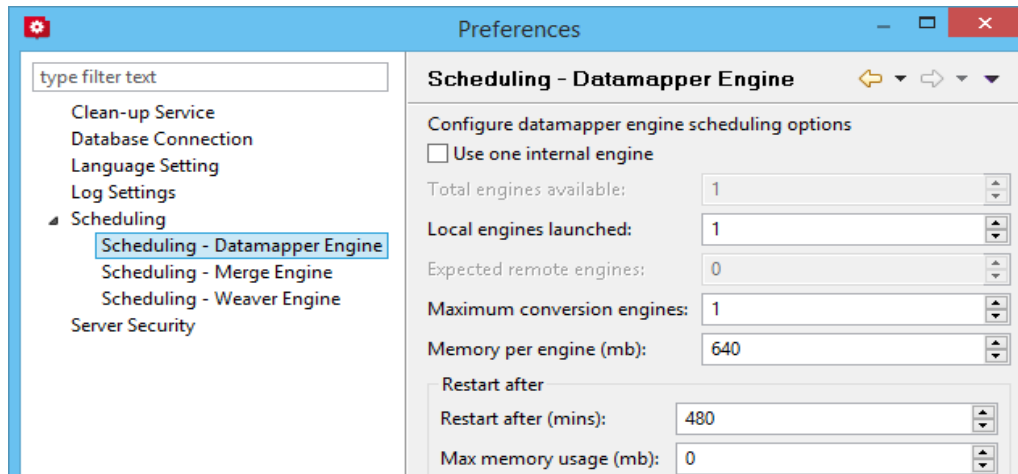 Preferences
type filter text
Clean-up Service
Database Connection
Language Setting
Log Settings
Scheduling
Scheduling - Datamapper Engine
Scheduling - Merge Engine
Scheduling - Weaver Engine
Server Security
Scheduling - Datamapper Engine
Configure datamapper engine scheduling options
Use one internal engine
Total engines available: 1
Local engines launched: 1
Expected remote engines: 0
Maximum conversion engines: 1
Memory per engine (mb): 640
Restart after
Restart after (mins): 480
Max memory usage (mb): 0